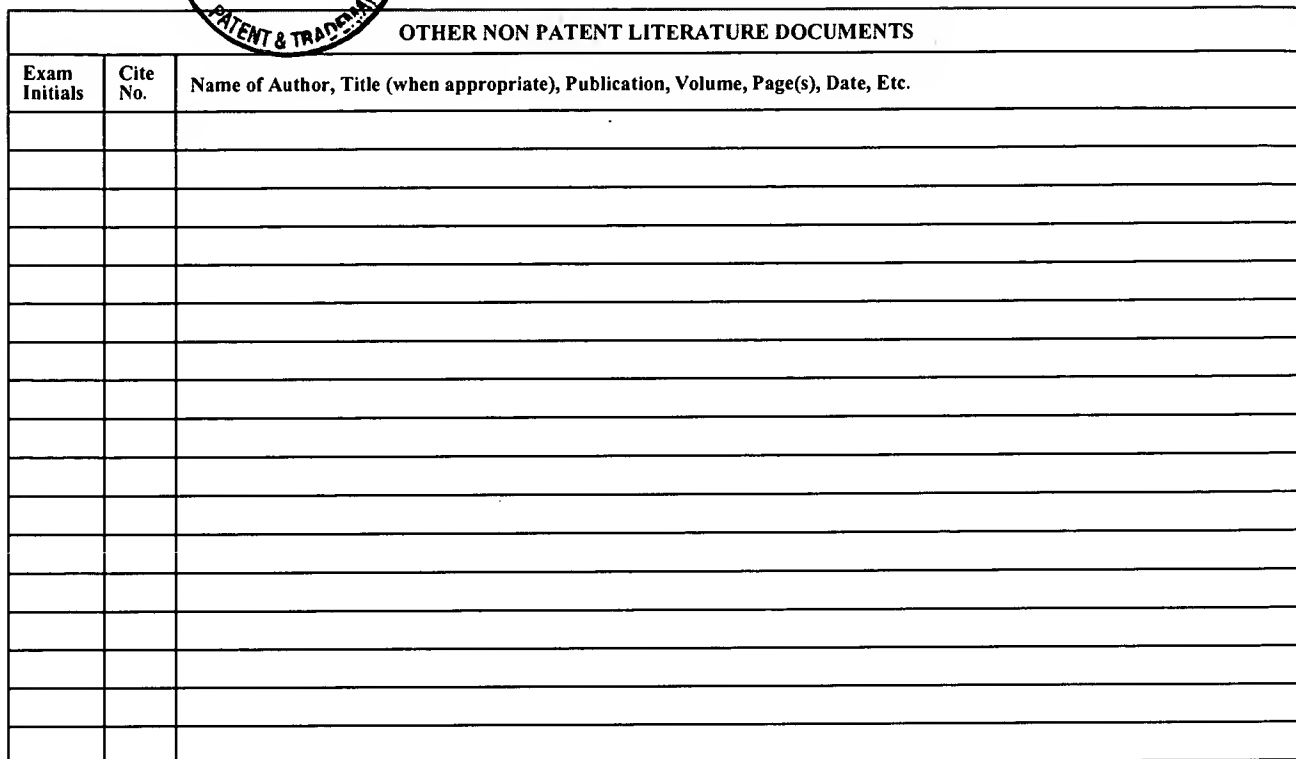 PATENT & TRADEMA
OTHER NON PATENT LITERATURE DOCUMENTS
Exam Initials
Cite No.
Name of Author, Title (when appropriate), Publication, Volume, Page(s), Date, Etc.